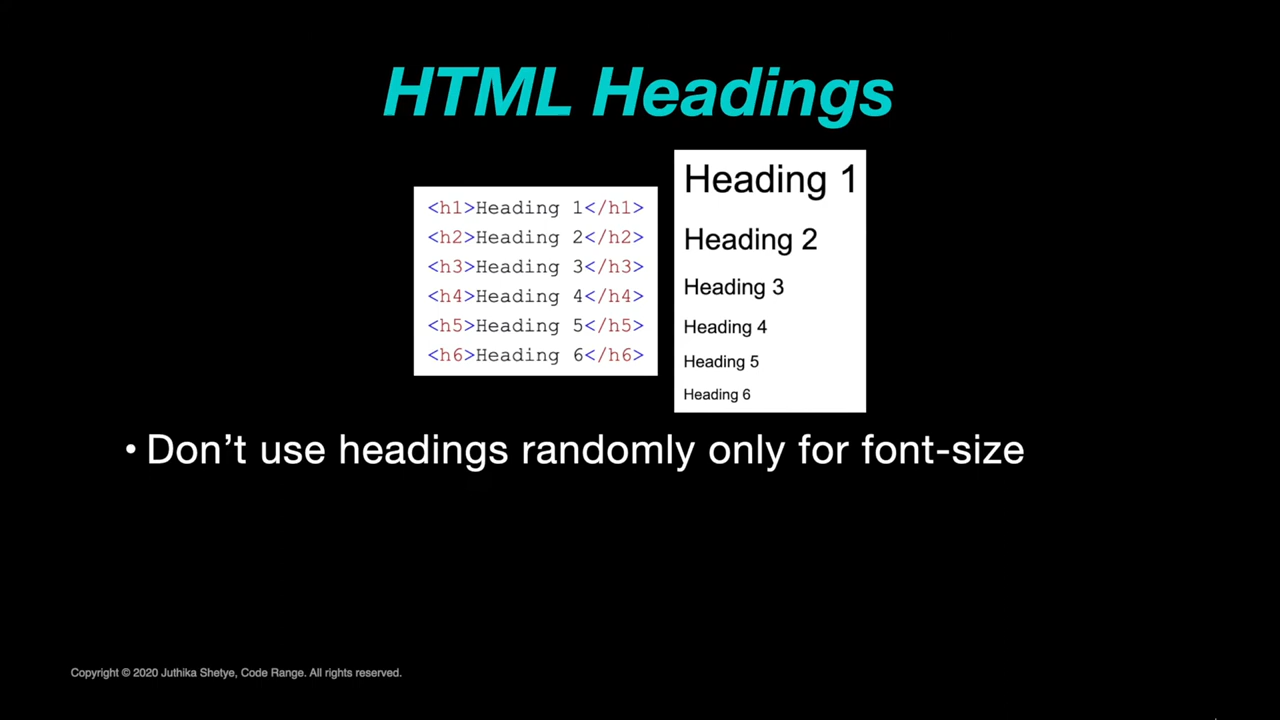 HTML Headings
<h1>Heading 1</h1>
<h2>Heading 2</h2>
<h3>Heading 3</h3>
<h4>Heading 4</h4>
<h5>Heading 5</h5>
<h6>Heading 6</h6>
Heading 1
Heading 2
Heading 3
Heading 4
Heading 5
Heading 6
• Don’t use headings randomly only for font-size
Copyright © 2020 Juthika Shetye, Code Range. All rights reserved.